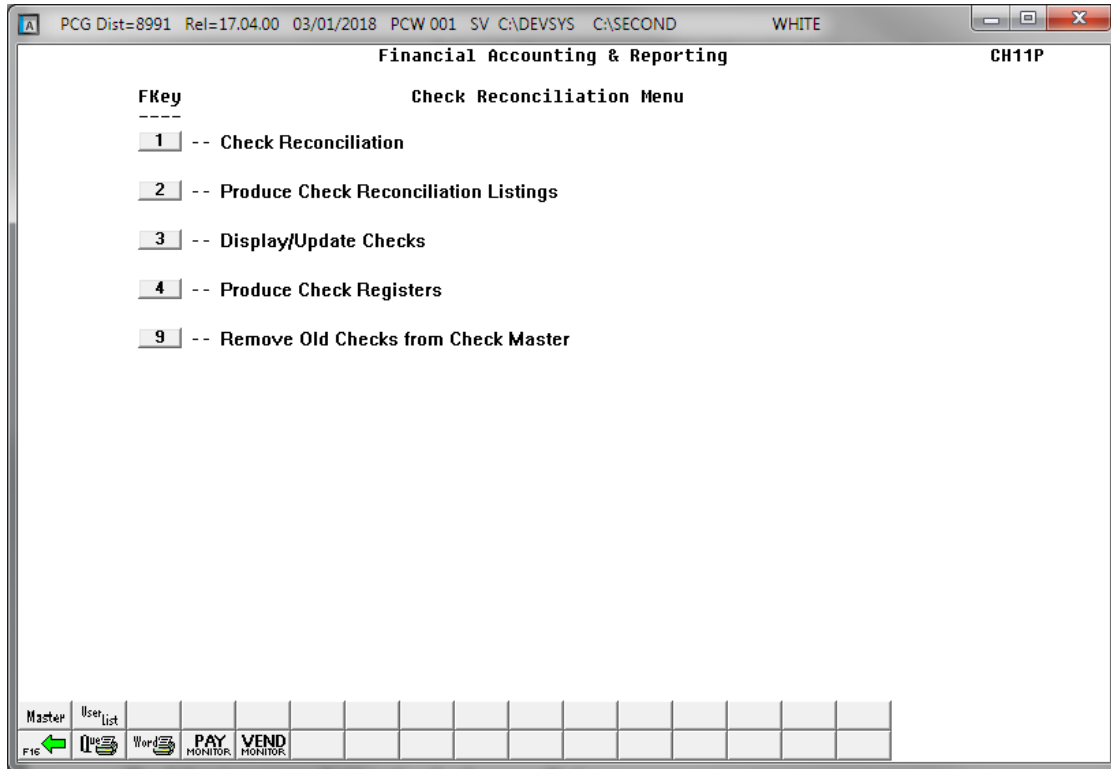 A PCG Dist=8991 Rel=17.04.00 03/01/2018 PCW 001 SV C:\DEVSYS C:\SECOND WHITE
Financial Accounting & Reporting CH11P
FKey Check Reconciliation Menu
----
1 -- Check Reconciliation
2 -- Produce Check Reconciliation Listings
3 -- Display/Update Checks
4 -- Produce Check Registers
9 -- Remove Old Checks from Check Master
Master User List
F16 Que Word PAY MONITOR VEND MONITOR